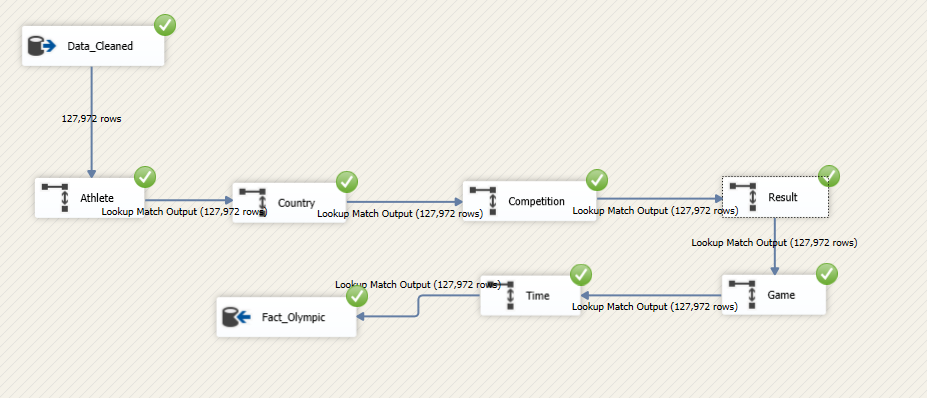 Data_Cleaned
127,972 rows
Athlete
Lookup Match Output (127,972 rows)
Country
Lookup Match Output (127,972 rows)
Competition
Lookup Match Output (127,972 rows)
Result
Lookup Match Output (127,972 rows)
Game
Lookup Match Output (127,972 rows)
Time
Lookup Match Output (127,972 rows)
Fact_Olympic